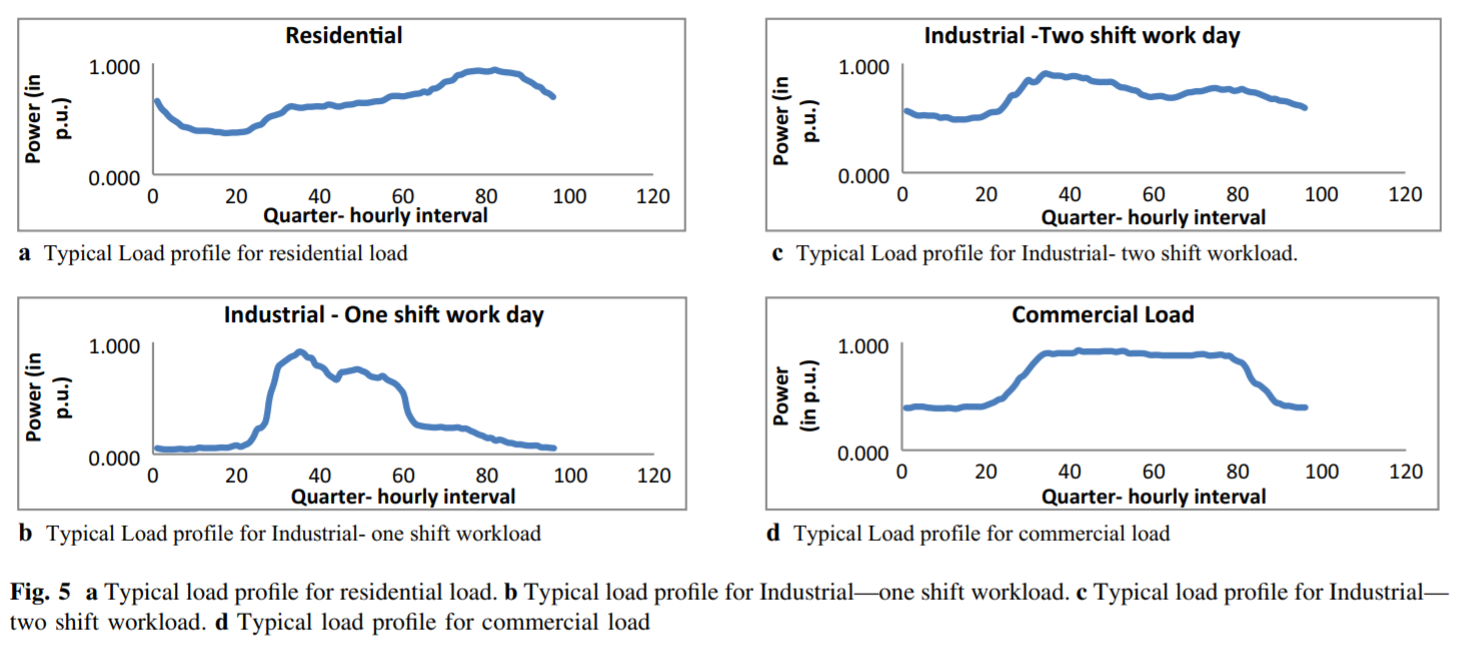 Residential
Power (in
p.u.)
1.000
0.000
0 20 40 60 80 100 120
Quarter- hourly interval
a Typical Load profile for residential load
Industrial -Two shift work day
Power (in
p.u.)
1.000
0.000
0 20 40 60 80 100 120
Quarter- hourly interval
c Typical Load profile for Industrial- two shift workload.
Industrial - One shift work day
Power (in
p.u.)
1.000
0.000
0 20 40 60 80 100 120
Quarter- hourly interval
b Typical Load profile for Industrial- one shift workload
Commercial Load
Power
(in p.u.)
1.000
0.000
0 20 40 60 80 100 120
Quarter- hourly interval
d Typical Load profile for commercial load
Fig. 5 a Typical load profile for residential load. b Typical load profile for Industrial—one shift workload. c Typical load profile for Industrial—
two shift workload. d Typical load profile for commercial load